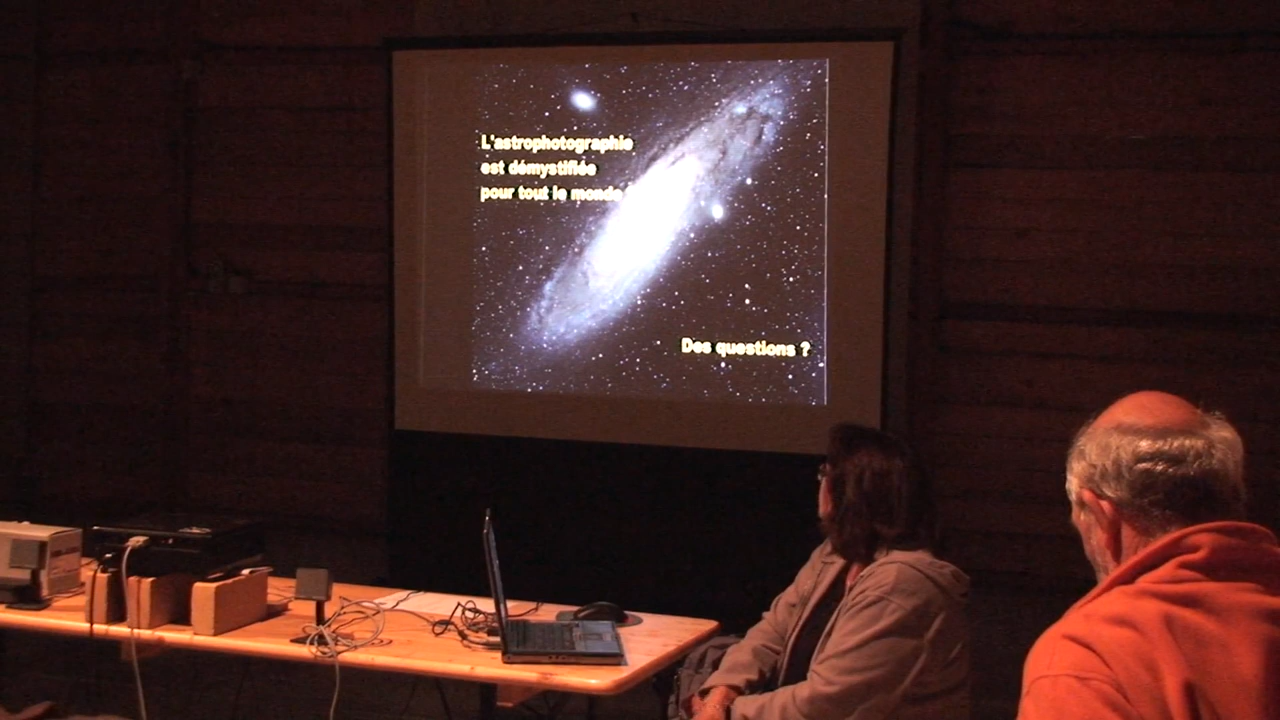 L'astrophotographie
est démystifiée
pour tout le monde !
Des questions ?